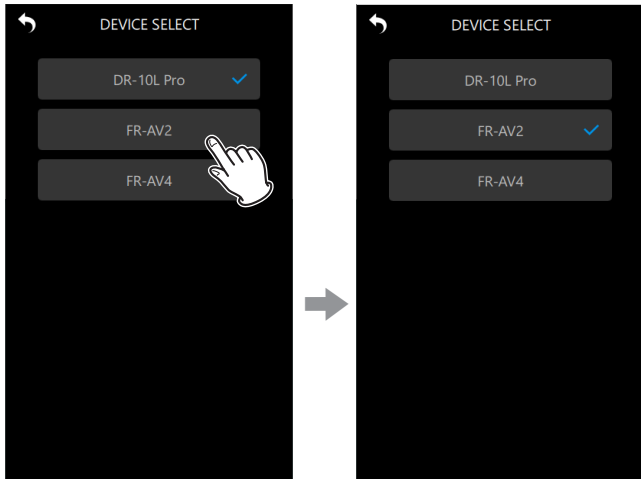 DEVICE SELECT
DR-10L Pro
FR-AV2
FR-AV4
DEVICE SELECT
DR-10L Pro
FR-AV2
FR-AV4